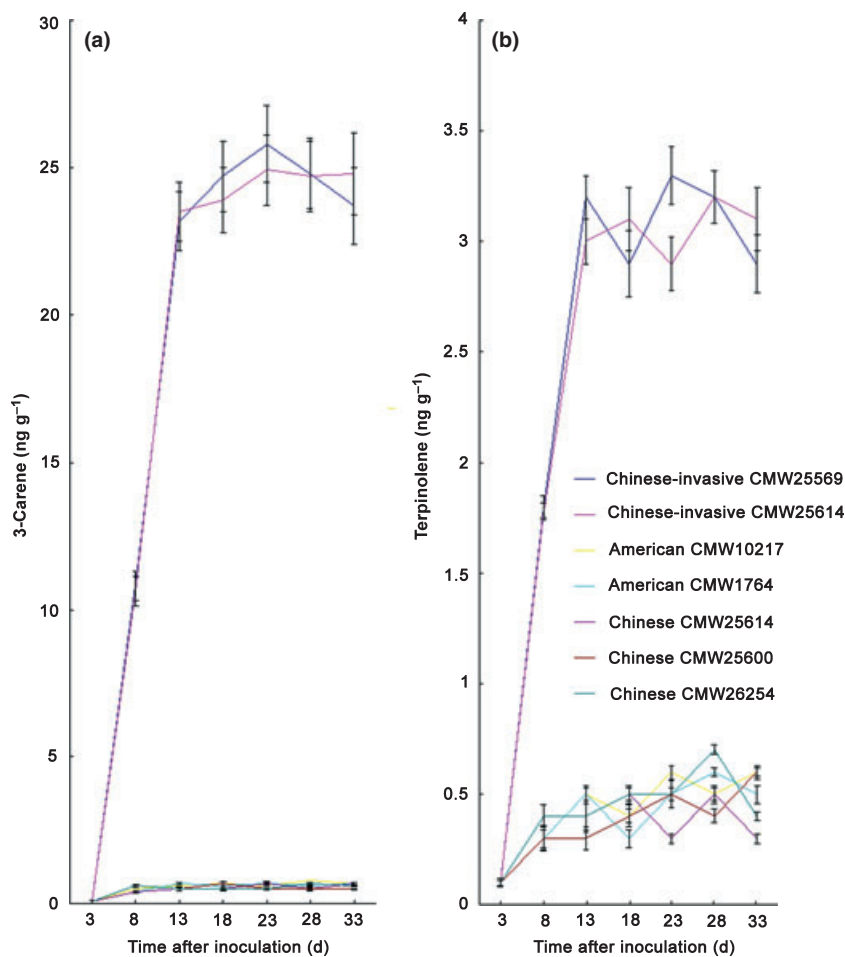 (a)
30
25
20
15
10
5
0
3-Carene (ng g⁻¹)
3 8 13 18 23 28 33
Time after inoculation (d)
(b)
4
3.5
3
2.5
2
1.5
1
0.5
0
Terpinolene (ng g⁻¹)
Chinese-invasive CMW25569
Chinese-invasive CMW25614
American CMW10217
American CMW1764
Chinese CMW25614
Chinese CMW25600
Chinese CMW26254
3 8 13 18 23 28 33
Time after inoculation (d)